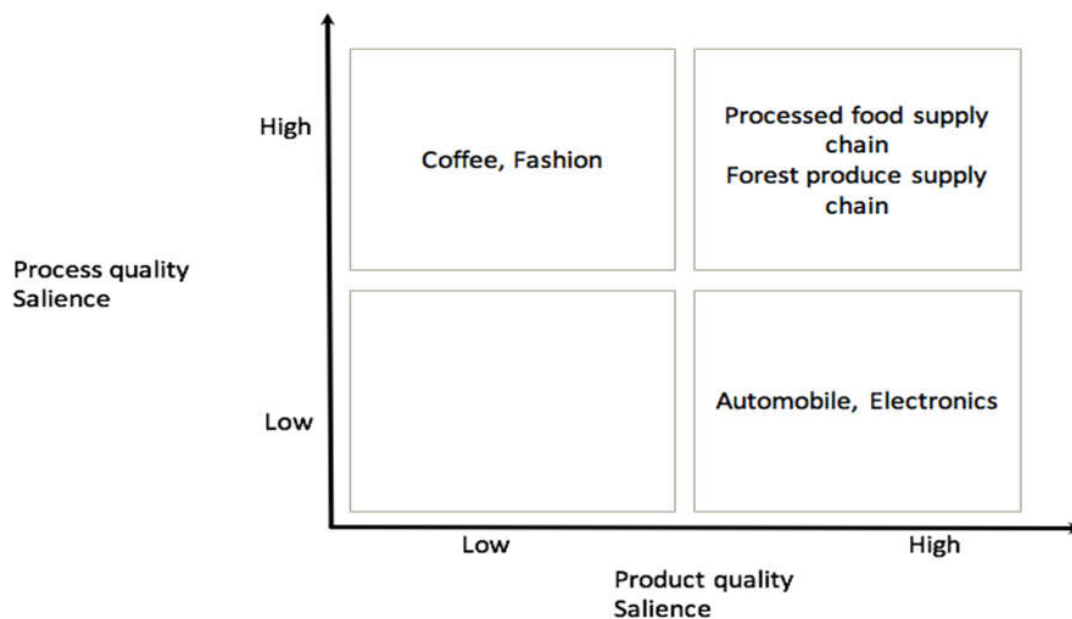 High
Coffee, Fashion
Processed food supply
chain
Forest produce supply
chain
Process quality
Salience
Low
Automobile, Electronics
Low
High
Product quality
Salience